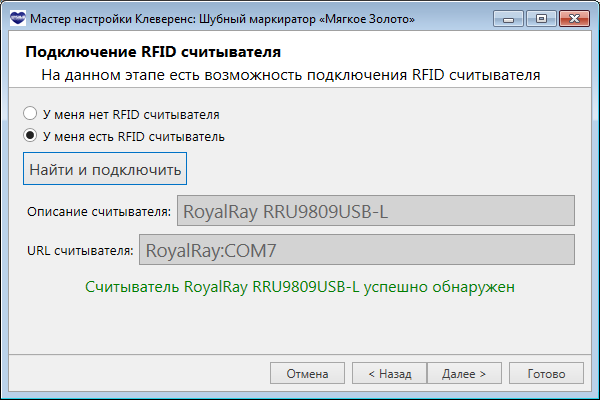 Мастер настройки Клеверенс: Шубный маркиратор «Мягкое Золото»
Подключение RFID считывателя
На данном этапе есть возможность подключения RFID считывателя
У меня нет RFID считывателя
У меня есть RFID считыватель
Найти и подключить
Описание считывателя: RoyalRay RRU9809USB-L
URL считывателя: RoyalRay:COM7
Считыватель RoyalRay RRU9809USB-L успешно обнаружен
Отмена < Назад Далее > Готово